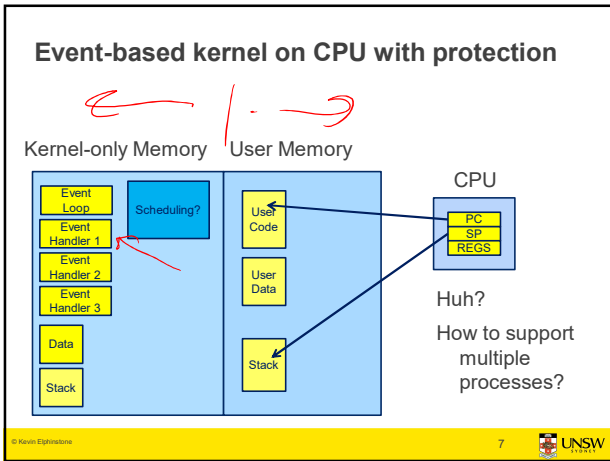 Event-based kernel on CPU with protection
Kernel-only Memory
User Memory
Event
Loop
Event
Handler 1
Event
Handler 2
Event
Handler 3
Data
Stack
Scheduling?
User
Code
User
Data
Stack
CPU
PC
SP
REGS
Huh?
How to support
multiple
processes?
© Kevin Elphinstone
7
UNSW
SYDNEY